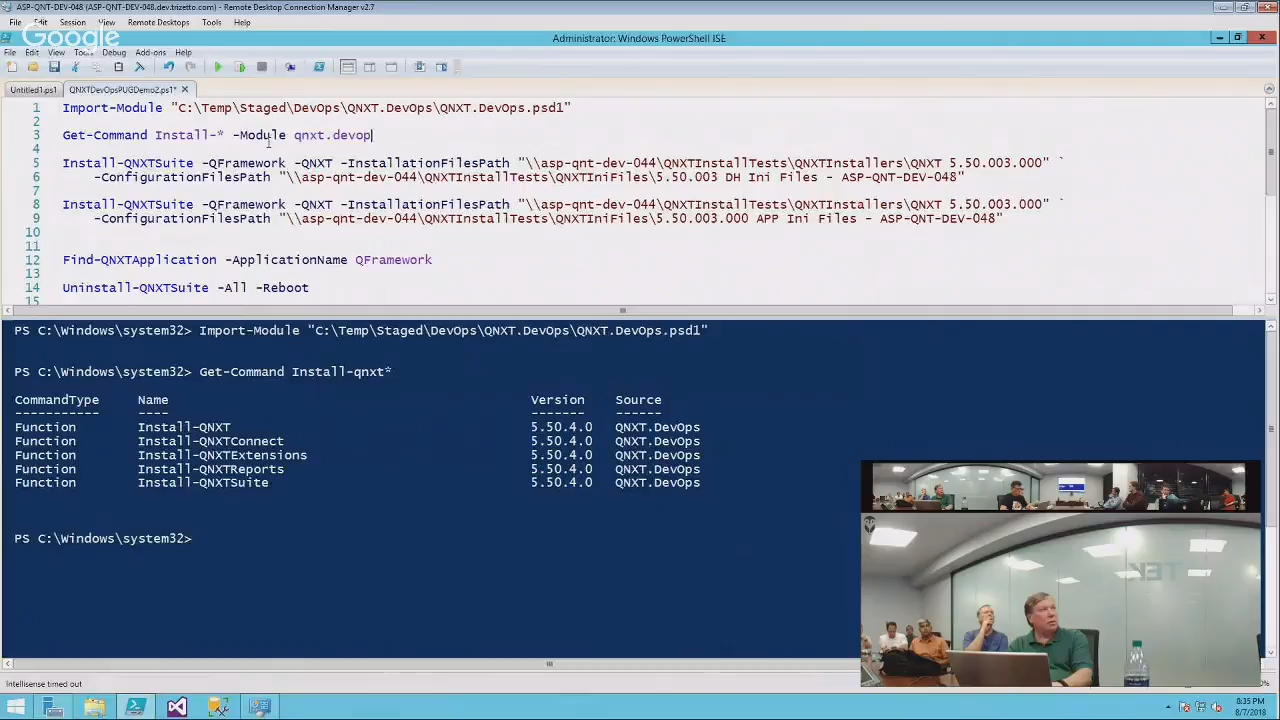 ASP-QNT-DEV-048 (ASP-QNT-DEV-048.dev.trizetto.com) - Remote Desktop Connection Manager v2.7
File Edit Session View Remote Desktops Tools Help
Google
Administrator: Windows PowerShell ISE
File Edit View Tools Debug Add-ons Help
Untitled1.ps1 QNXTDevOpsPUGDemo2.ps1*
1 Import-Module "C:\Temp\Staged\DevOps\QNXT.DevOps\QNXT.DevOps.psd1"
2
3 Get-Command Install-* -Module qnxt.devop
4
5 Install-QNXTSuite -QFramework -QNXT -InstallationFilesPath "\\asp-qnt-dev-044\QNXTInstallTests\QNXTInstallers\QNXT 5.50.003.000" `
6 -ConfigurationFilesPath "\\asp-qnt-dev-044\QNXTInstallTests\QNXTIniFiles\5.50.003 DH Ini Files - ASP-QNT-DEV-048"
7
8 Install-QNXTSuite -QFramework -QNXT -InstallationFilesPath "\\asp-qnt-dev-044\QNXTInstallTests\QNXTInstallers\QNXT 5.50.003.000" `
9 -ConfigurationFilesPath "\\asp-qnt-dev-044\QNXTInstallTests\QNXTIniFiles\5.50.003.000 APP Ini Files - ASP-QNT-DEV-048"
10
11
12 Find-QNXTApplication -ApplicationName QFramework
13
14 Uninstall-QNXTSuite -All -Reboot
15
PS C:\Windows\system32> Import-Module "C:\Temp\Staged\DevOps\QNXT.DevOps\QNXT.DevOps.psd1"
PS C:\Windows\system32> Get-Command Install-qnxt*
CommandType Name Version Source
----------- ---- ------- ------
Function Install-QNXT 5.50.4.0 QNXT.DevOps
Function Install-QNXTConnect 5.50.4.0 QNXT.DevOps
Function Install-QNXTExtensions 5.50.4.0 QNXT.DevOps
Function Install-QNXTReports 5.50.4.0 QNXT.DevOps
Function Install-QNXTSuite 5.50.4.0 QNXT.DevOps
PS C:\Windows\system32>
Intellisense timed out
8:35 PM
8/7/2018